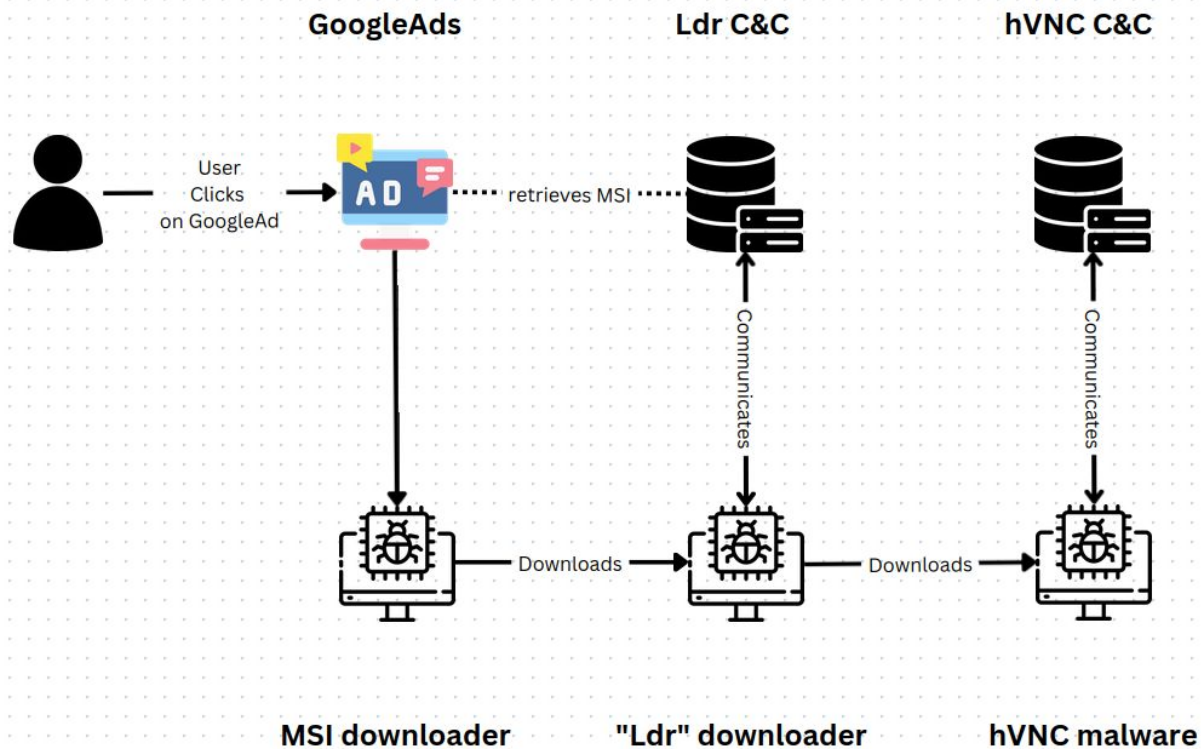 GoogleAds
Ldr C&C
hVNC C&C
User
Clicks
on GoogleAd
AD
retrieves MSI
Communicates
Communicates
Downloads
Downloads
MSI downloader
"Ldr" downloader
hVNC malware